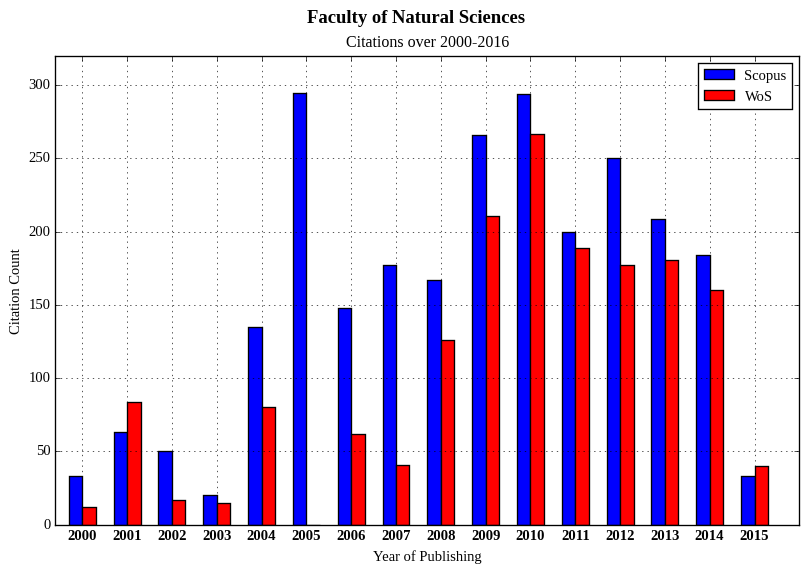 Faculty of Natural Sciences
Citations over 2000-2016
Scopus
WoS
300
250
200
150
100
50
0
Citation Count
2000 2001 2002 2003 2004 2005 2006 2007 2008 2009 2010 2011 2012 2013 2014 2015
Year of Publishing